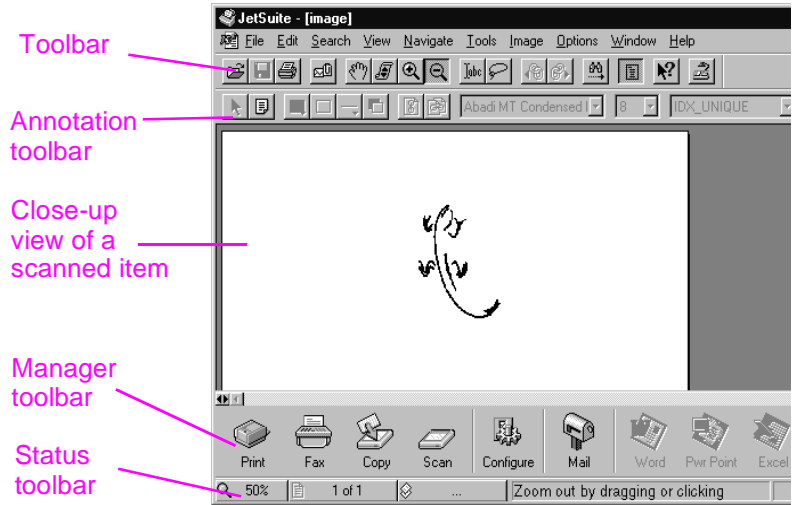 JetSuite - [image]
File Edit Search View Navigate Tools Image Options Window Help
Toolbar
abc
Annotation
toolbar
Abadi MT Condensed 8 IDX_UNIQUE
Close-up
view of a
scanned item
Manager
toolbar
Print Fax Copy Scan Configure Mail Word Pwr Point Excel
Status
toolbar
50% 1 of 1 ... Zoom out by dragging or clicking